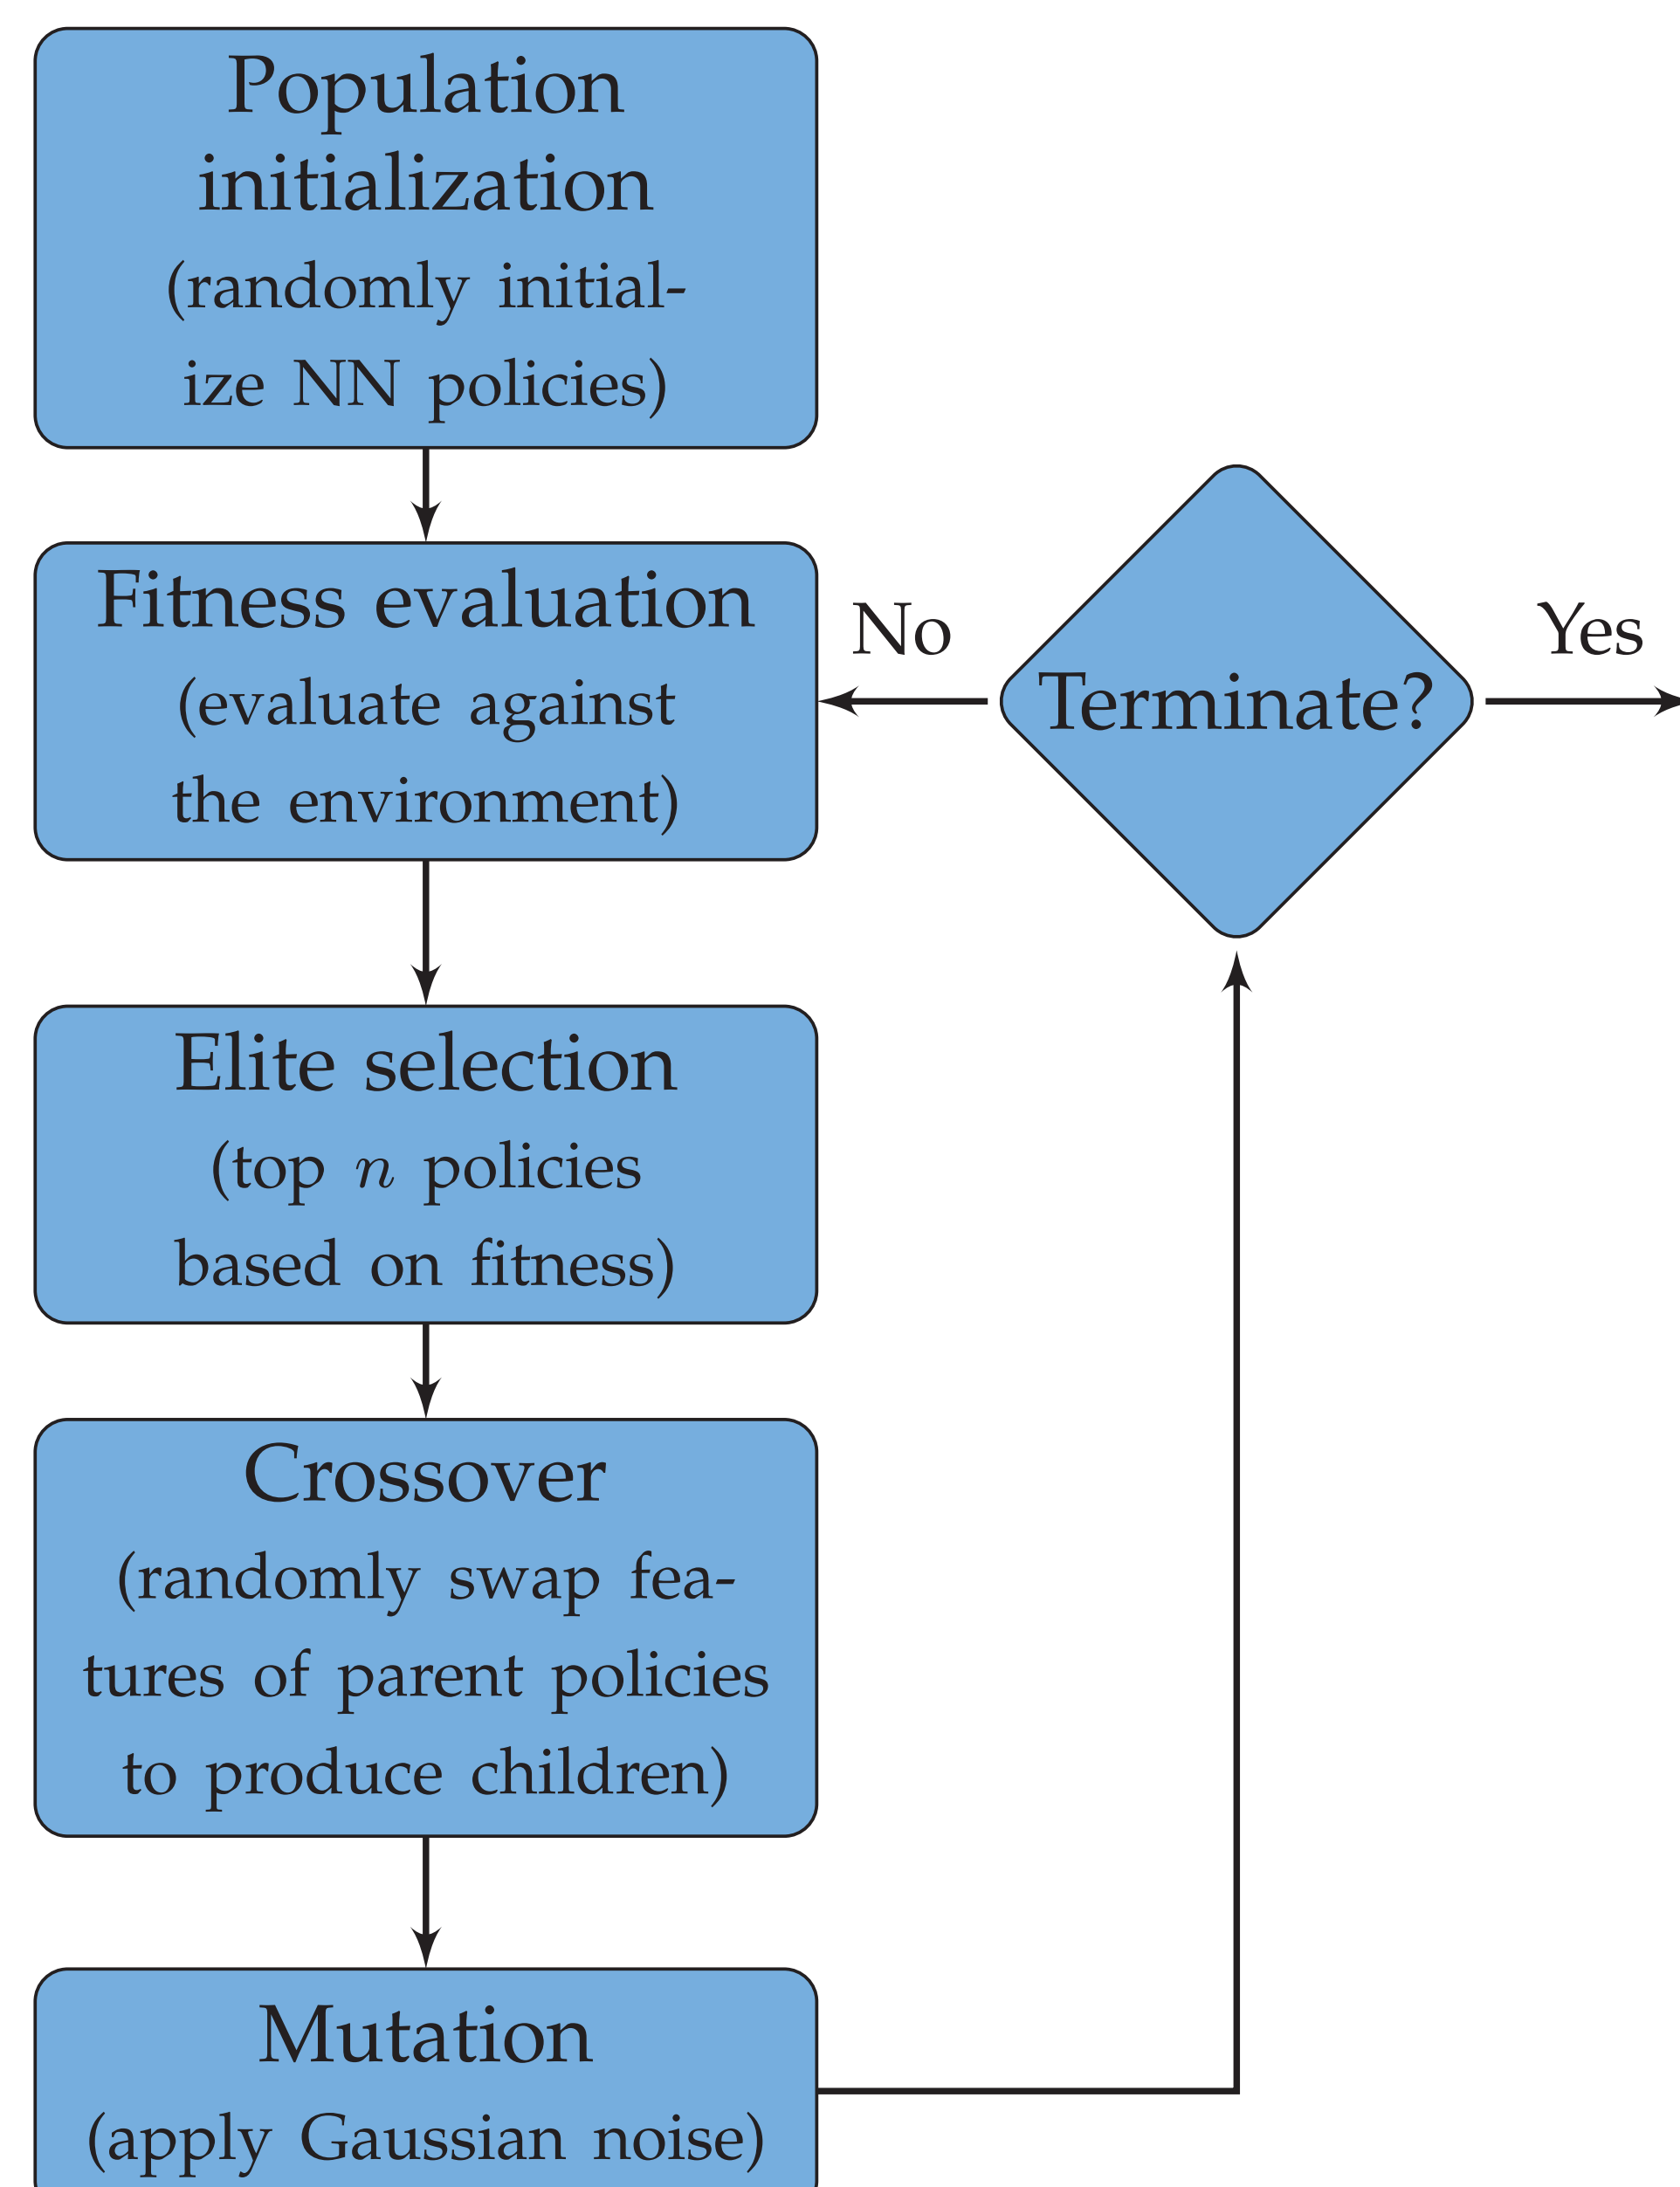 Population
initialization
(randomly initial-
ize NN policies)
Fitness evaluation
(evaluate against
the environment)
No
Terminate?
Yes
Elite selection
(top n policies
based on fitness)
Crossover
(randomly swap fea-
tures of parent policies
to produce children)
Mutation
(apply Gaussian noise)